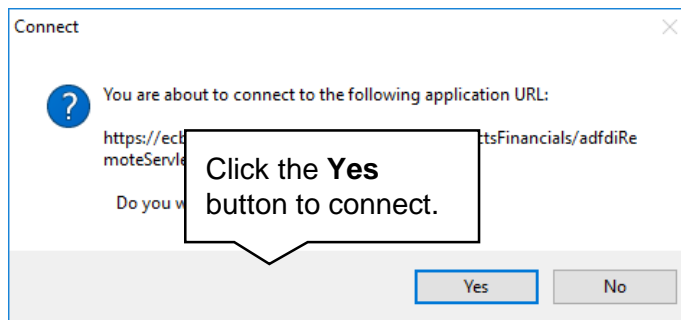 Connect
You are about to connect to the following application URL:
https://ecb tsFinancials/adfdiRe
moteServle
Do you w
Click the Yes
button to connect.
Yes No